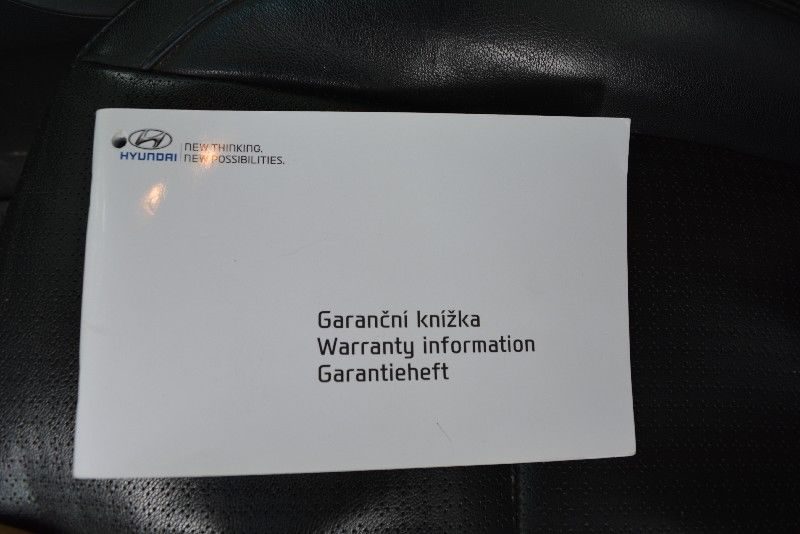 HYUNDAI
NEW THINKING.
NEW POSSIBILITIES.
Garanční knížka
Warranty information
Garantieheft